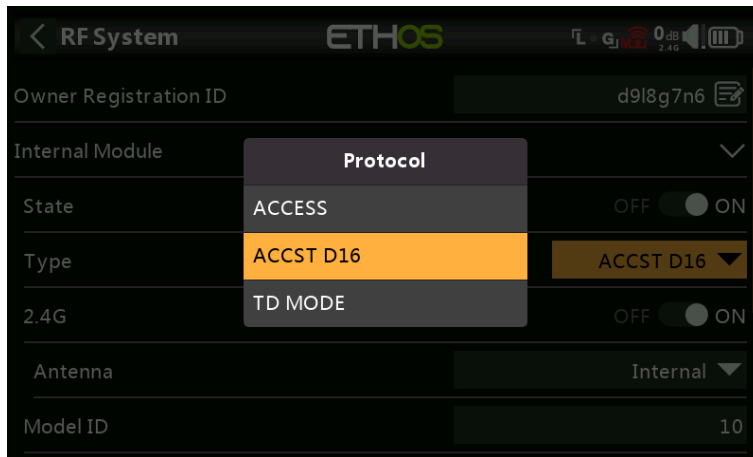 RF System ETHOS 0dB 2.4G
Owner Registration ID d9l8g7n6
Internal Module
Protocol
State OFF ON
ACCESS
Type ACCST D16
ACCST D16
2.4G OFF ON
TD MODE
Antenna Internal
Model ID 10